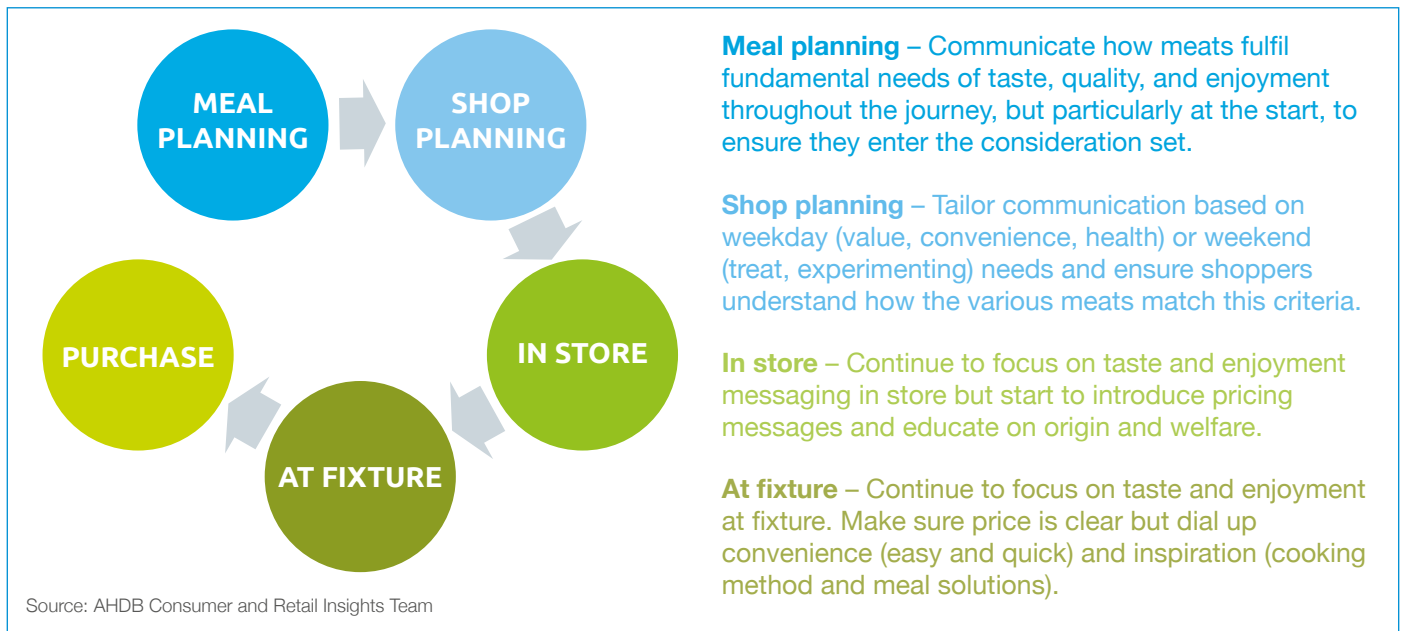 MEAL
PLANNING
SHOP
PLANNING
IN STORE
AT FIXTURE
PURCHASE
Source: AHDB Consumer and Retail Insights Team
Meal planning – Communicate how meats fulfil
fundamental needs of taste, quality, and enjoyment
throughout the journey, but particularly at the start, to
ensure they enter the consideration set.
Shop planning – Tailor communication based on
weekday (value, convenience, health) or weekend
(treat, experimenting) needs and ensure shoppers
understand how the various meats match this criteria.
In store – Continue to focus on taste and enjoyment
messaging in store but start to introduce pricing
messages and educate on origin and welfare.
At fixture – Continue to focus on taste and enjoyment
at fixture. Make sure price is clear but dial up
convenience (easy and quick) and inspiration (cooking
method and meal solutions).